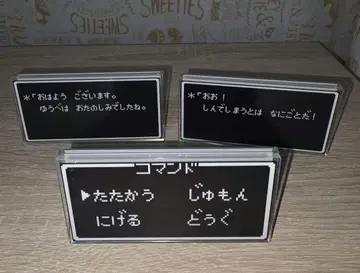 SWEETIES
＊「おはよう ございます。
ゆうべは おたのしみでしたね。
＊「おお！
しんでしまうとは なにごとだ！
コマンド
▶たたかう じゅもん
にげる どうぐ